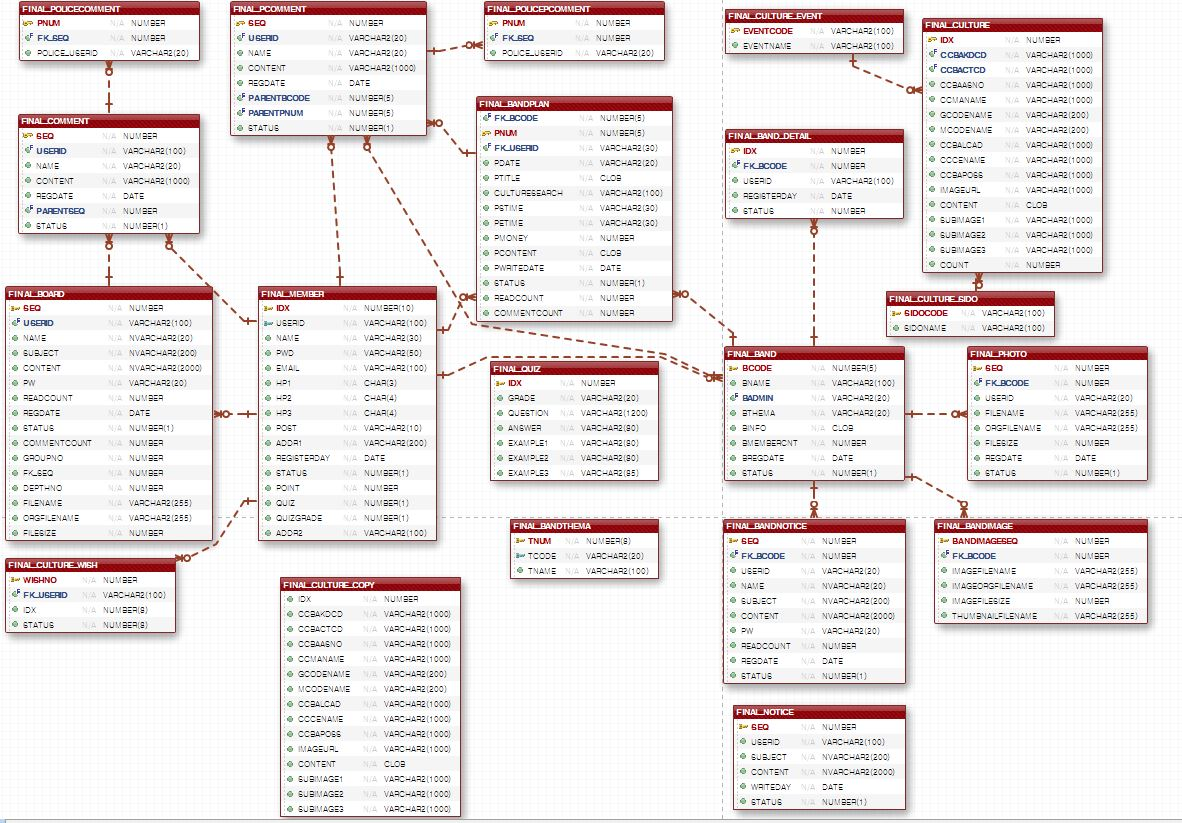 FINAL_POLICECOMMENT
PNUM N/A NUMBER
FK_SEQ N/A NUMBER
POLICE_USERID N/A VARCHAR2(20)
FINAL_PCOMMENT
SEQ N/A NUMBER
USERID N/A VARCHAR2(20)
NAME N/A VARCHAR2(20)
CONTENT N/A VARCHAR2(1000)
REGDATE N/A DATE
PARENTBCODE N/A NUMBER(5)
PARENTPNUM N/A NUMBER(5)
STATUS N/A NUMBER(1)
FINAL_POLICEPCOMMENT
PNUM N/A NUMBER
FK_SEQ N/A NUMBER
POLICE_USERID N/A VARCHAR2(20)
FINAL_CULTURE_EVENT
EVENTCODE N/A VARCHAR2(100)
EVENTNAME N/A VARCHAR2(100)
FINAL_CULTURE
IDX N/A NUMBER
CCBAKDCD N/A VARCHAR2(1000)
CCBACTCD N/A VARCHAR2(1000)
CCBAASNO N/A VARCHAR2(1000)
CCMANAME N/A VARCHAR2(1000)
GCODENAME N/A VARCHAR2(200)
MCODENAME N/A VARCHAR2(200)
CCBALCAD N/A VARCHAR2(1000)
CCCENAME N/A VARCHAR2(1000)
CCBAPOSS N/A VARCHAR2(1000)
IMAGEURL N/A VARCHAR2(1000)
CONTENT N/A CLOB
SUBIMAGE1 N/A VARCHAR2(1000)
SUBIMAGE2 N/A VARCHAR2(1000)
SUBIMAGE3 N/A VARCHAR2(1000)
COUNT N/A NUMBER
FINAL_COMMENT
SEQ N/A NUMBER
USERID N/A VARCHAR2(100)
NAME N/A VARCHAR2(20)
CONTENT N/A VARCHAR2(1000)
REGDATE N/A DATE
PARENTSEQ N/A NUMBER
STATUS N/A NUMBER(1)
FINAL_BANDPLAN
FK_BCODE N/A NUMBER(5)
PNUM N/A NUMBER(5)
FK_USERID N/A VARCHAR2(30)
PDATE N/A VARCHAR2(20)
PTITLE N/A CLOB
CULTURESEARCH N/A VARCHAR2(100)
PSTIME N/A VARCHAR2(30)
PETIME N/A VARCHAR2(30)
PMONEY N/A NUMBER
PCONTENT N/A CLOB
PWRITEDATE N/A DATE
STATUS N/A NUMBER(1)
READCOUNT N/A NUMBER
COMMENTCOUNT N/A NUMBER
FINAL_BAND_DETAIL
IDX N/A NUMBER
FK_BCODE N/A NUMBER
USERID N/A VARCHAR2(100)
REGISTERDAY N/A DATE
STATUS N/A NUMBER
FINAL_BOARD
SEQ N/A NUMBER
USERID N/A VARCHAR2(100)
NAME N/A NVARCHAR2(20)
SUBJECT N/A NVARCHAR2(200)
CONTENT N/A NVARCHAR2(2000)
PW N/A VARCHAR2(20)
READCOUNT N/A NUMBER
REGDATE N/A DATE
STATUS N/A NUMBER(1)
COMMENTCOUNT N/A NUMBER
GROUPNO N/A NUMBER
FK_SEQ N/A NUMBER
DEPTHNO N/A NUMBER
FILENAME N/A VARCHAR2(255)
ORGFILENAME N/A VARCHAR2(255)
FILESIZE N/A NUMBER
FINAL_MEMBER
IDX N/A NUMBER(10)
USERID N/A VARCHAR2(100)
NAME N/A VARCHAR2(30)
PWD N/A VARCHAR2(50)
EMAIL N/A VARCHAR2(100)
HP1 N/A CHAR(3)
HP2 N/A CHAR(4)
HP3 N/A CHAR(4)
POST N/A VARCHAR2(10)
ADDR1 N/A VARCHAR2(200)
REGISTERDAY N/A DATE
STATUS N/A NUMBER(1)
POINT N/A NUMBER
QUIZ N/A NUMBER(1)
QUIZGRADE N/A NUMBER(1)
ADDR2 N/A VARCHAR2(100)
FINAL_CULTURE_SIDO
SIDOCODE N/A VARCHAR2(100)
SIDONAME N/A VARCHAR2(100)
FINAL_QUIZ
IDX N/A NUMBER
GRADE N/A VARCHAR2(20)
QUESTION N/A VARCHAR2(1200)
ANSWER N/A VARCHAR2(80)
EXAMPLE1 N/A VARCHAR2(80)
EXAMPLE2 N/A VARCHAR2(80)
EXAMPLE3 N/A VARCHAR2(85)
FINAL_BAND
BCODE N/A NUMBER(5)
BNAME N/A VARCHAR2(100)
BADMIN N/A VARCHAR2(20)
BTHEMA N/A VARCHAR2(20)
BINFO N/A CLOB
BMEMBERCNT N/A NUMBER
BREGDATE N/A DATE
STATUS N/A NUMBER(1)
FINAL_PHOTO
SEQ N/A NUMBER
FK_BCODE N/A NUMBER
USERID N/A VARCHAR2(20)
FILENAME N/A VARCHAR2(255)
ORGFILENAME N/A VARCHAR2(255)
FILESIZE N/A NUMBER
REGDATE N/A DATE
STATUS N/A NUMBER(1)
FINAL_CULTURE_WISH
WISHNO N/A NUMBER
FK_USERID N/A VARCHAR2(100)
IDX N/A NUMBER(8)
STATUS N/A NUMBER(8)
FINAL_BANDTHEMA
TNUM N/A NUMBER(8)
TCODE N/A VARCHAR2(20)
TNAME N/A VARCHAR2(100)
FINAL_BANDNOTICE
SEQ N/A NUMBER
FK_BCODE N/A NUMBER
USERID N/A VARCHAR2(20)
NAME N/A NVARCHAR2(20)
SUBJECT N/A NVARCHAR2(200)
CONTENT N/A NVARCHAR2(2000)
PW N/A VARCHAR2(20)
READCOUNT N/A NUMBER
REGDATE N/A DATE
STATUS N/A NUMBER(1)
FINAL_BANDIMAGE
BANDIMAGESEQ N/A NUMBER
FK_BCODE N/A NUMBER
IMAGEFILENAME N/A VARCHAR2(255)
IMAGEORGFILENAME N/A VARCHAR2(255)
IMAGEFILESIZE N/A NUMBER
THUMBNAILFILENAME N/A VARCHAR2(255)
FINAL_CULTURE_COPY
IDX N/A NUMBER
CCBAKDCD N/A VARCHAR2(1000)
CCBACTCD N/A VARCHAR2(1000)
CCBAASNO N/A VARCHAR2(1000)
CCMANAME N/A VARCHAR2(1000)
GCODENAME N/A VARCHAR2(200)
MCODENAME N/A VARCHAR2(200)
CCBALCAD N/A VARCHAR2(1000)
CCCENAME N/A VARCHAR2(1000)
CCBAPOSS N/A VARCHAR2(1000)
IMAGEURL N/A VARCHAR2(1000)
CONTENT N/A CLOB
SUBIMAGE1 N/A VARCHAR2(1000)
SUBIMAGE2 N/A VARCHAR2(1000)
SUBIMAGE3 N/A VARCHAR2(1000)
FINAL_NOTICE
SEQ N/A NUMBER
USERID N/A VARCHAR2(100)
SUBJECT N/A NVARCHAR2(200)
CONTENT N/A NVARCHAR2(2000)
WRITEDAY N/A DATE
STATUS N/A NUMBER(1)